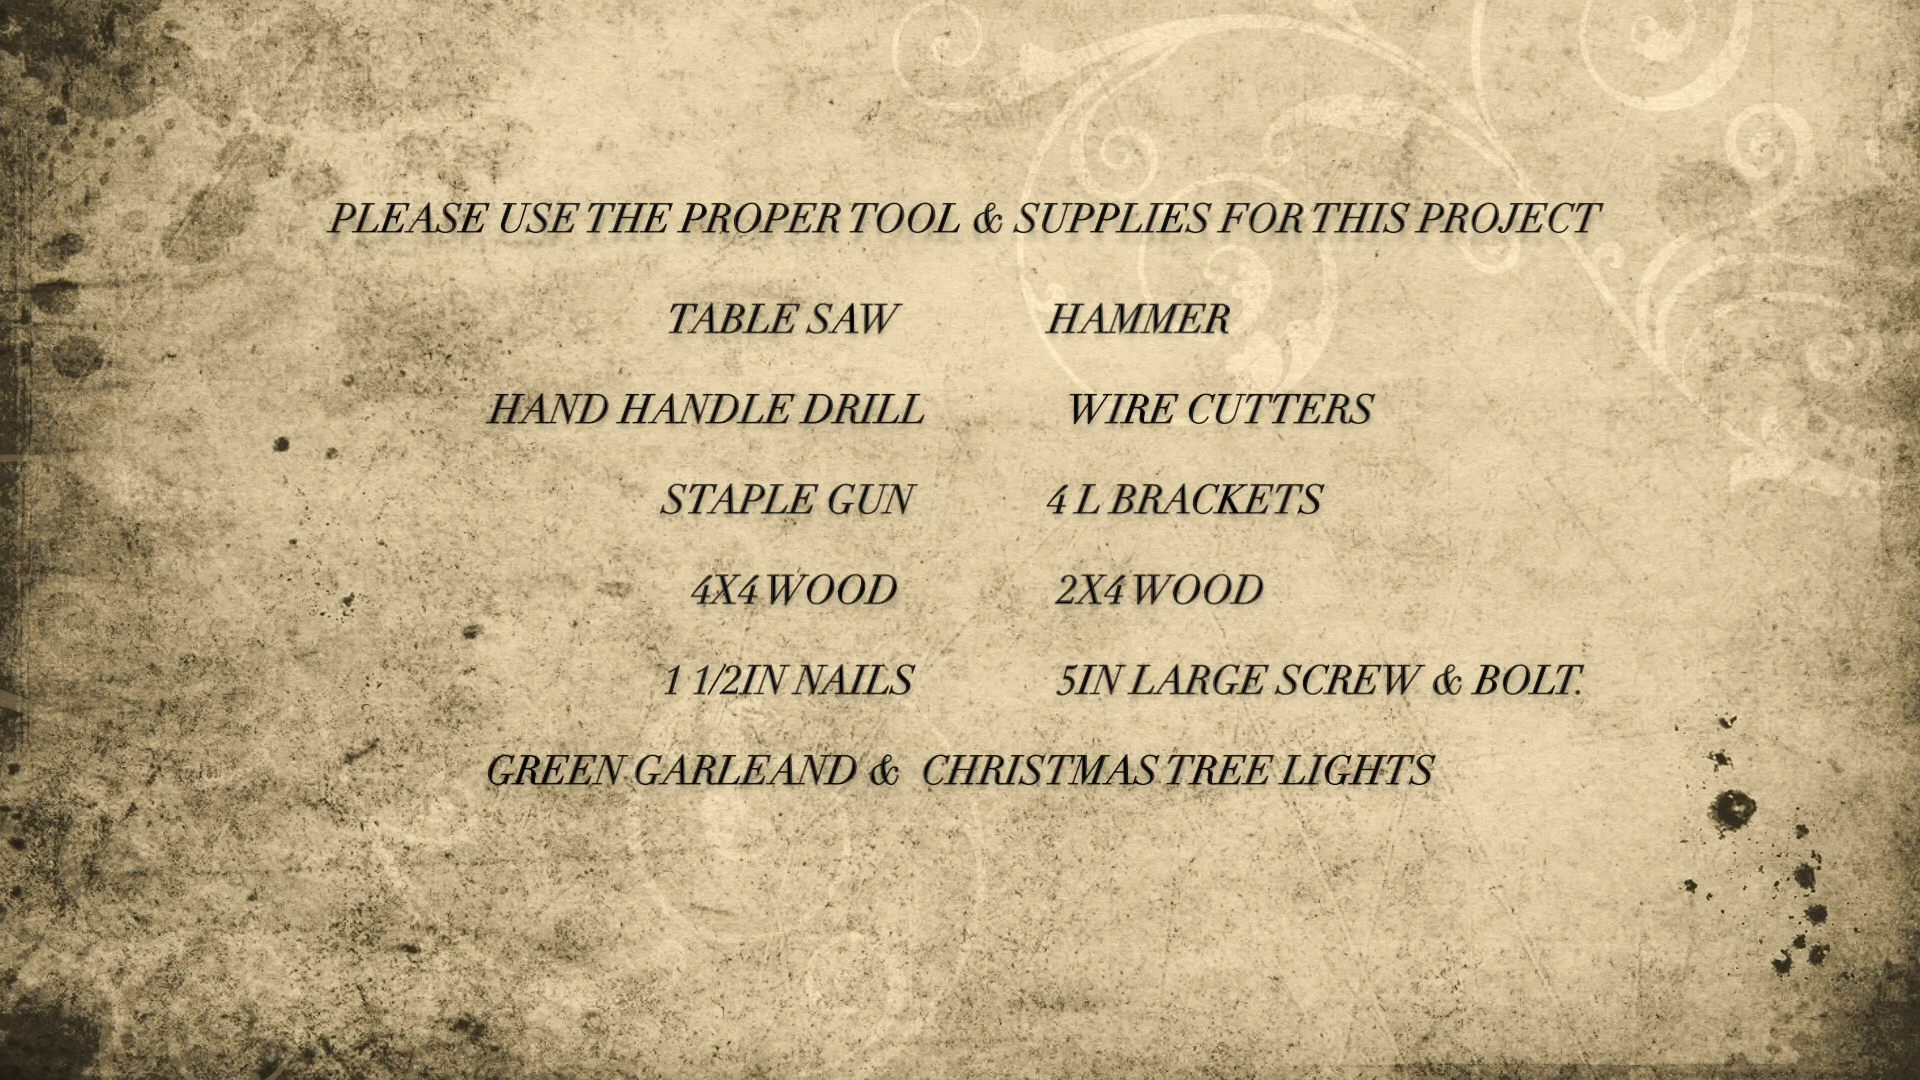 PLEASE USE THE PROPER TOOL & SUPPLIES FOR THIS PROJECT
TABLE SAW HAMMER
HAND HANDLE DRILL WIRE CUTTERS
STAPLE GUN 4 L BRACKETS
4X4 WOOD 2X4 WOOD
1 1/2IN NAILS 5IN LARGE SCREW & BOLT.
GREEN GARLEAND & CHRISTMAS TREE LIGHTS